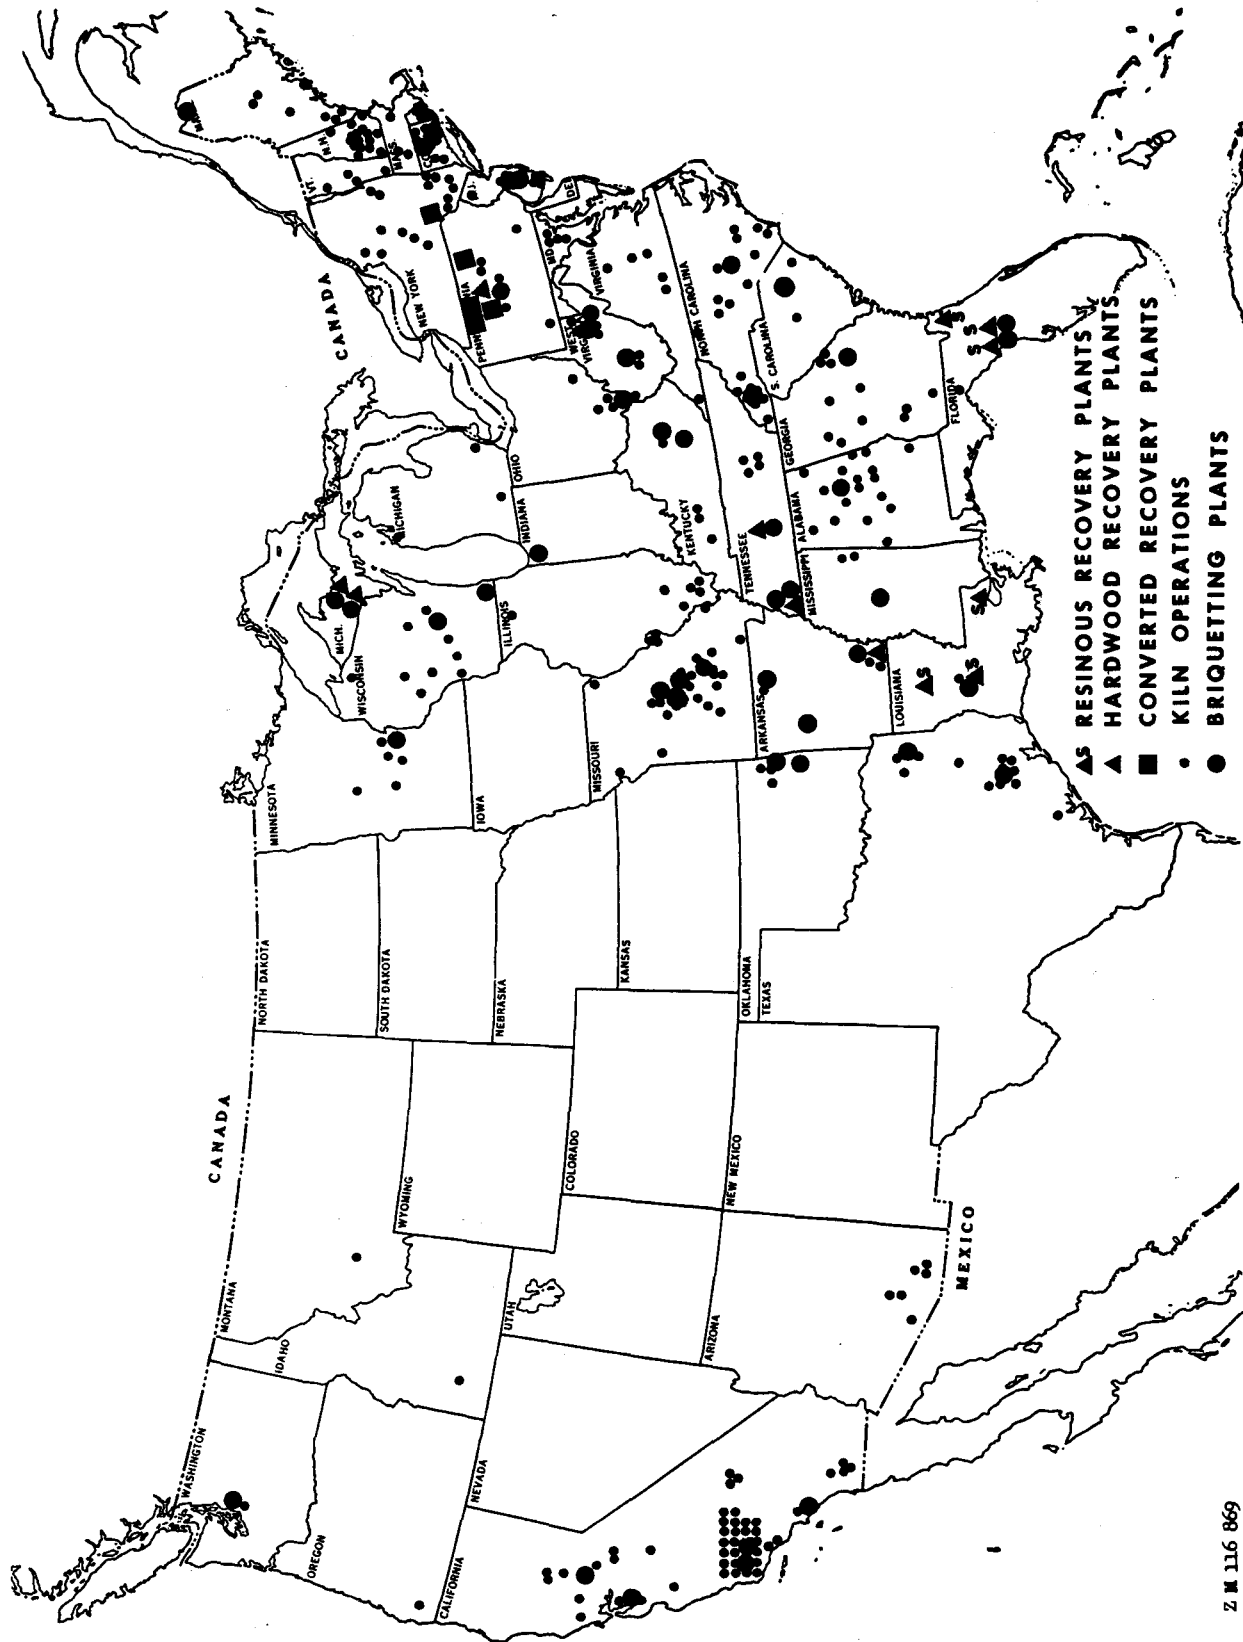 CANADA
CANADA
MEXICO
WASHINGTON
OREGON
CALIFORNIA
NEVADA
IDAHO
MONTANA
WYOMING
UTAH
ARIZONA
COLORADO
NEW MEXICO
NORTH DAKOTA
SOUTH DAKOTA
NEBRASKA
KANSAS
OKLAHOMA
TEXAS
MINNESOTA
IOWA
MISSOURI
ARKANSAS
LOUISIANA
WISCONSIN
MICH.
MICHIGAN
ILLINOIS
INDIANA
OHIO
KENTUCKY
TENNESSEE
MISSISSIPPI
ALABAMA
GEORGIA
FLORIDA
S. CAROLINA
NORTH CAROLINA
VIRGINIA
WEST
VIRGINIA
MD.
DE
N.J.
NEW YORK
VT.
N.H.
MASS.
S
S
S
S
S
S
S RESINOUS RECOVERY PLANTS
HARDWOOD RECOVERY PLANTS
CONVERTED RECOVERY PLANTS
KILN OPERATIONS
BRIQUETTING PLANTS
Z M 116 869